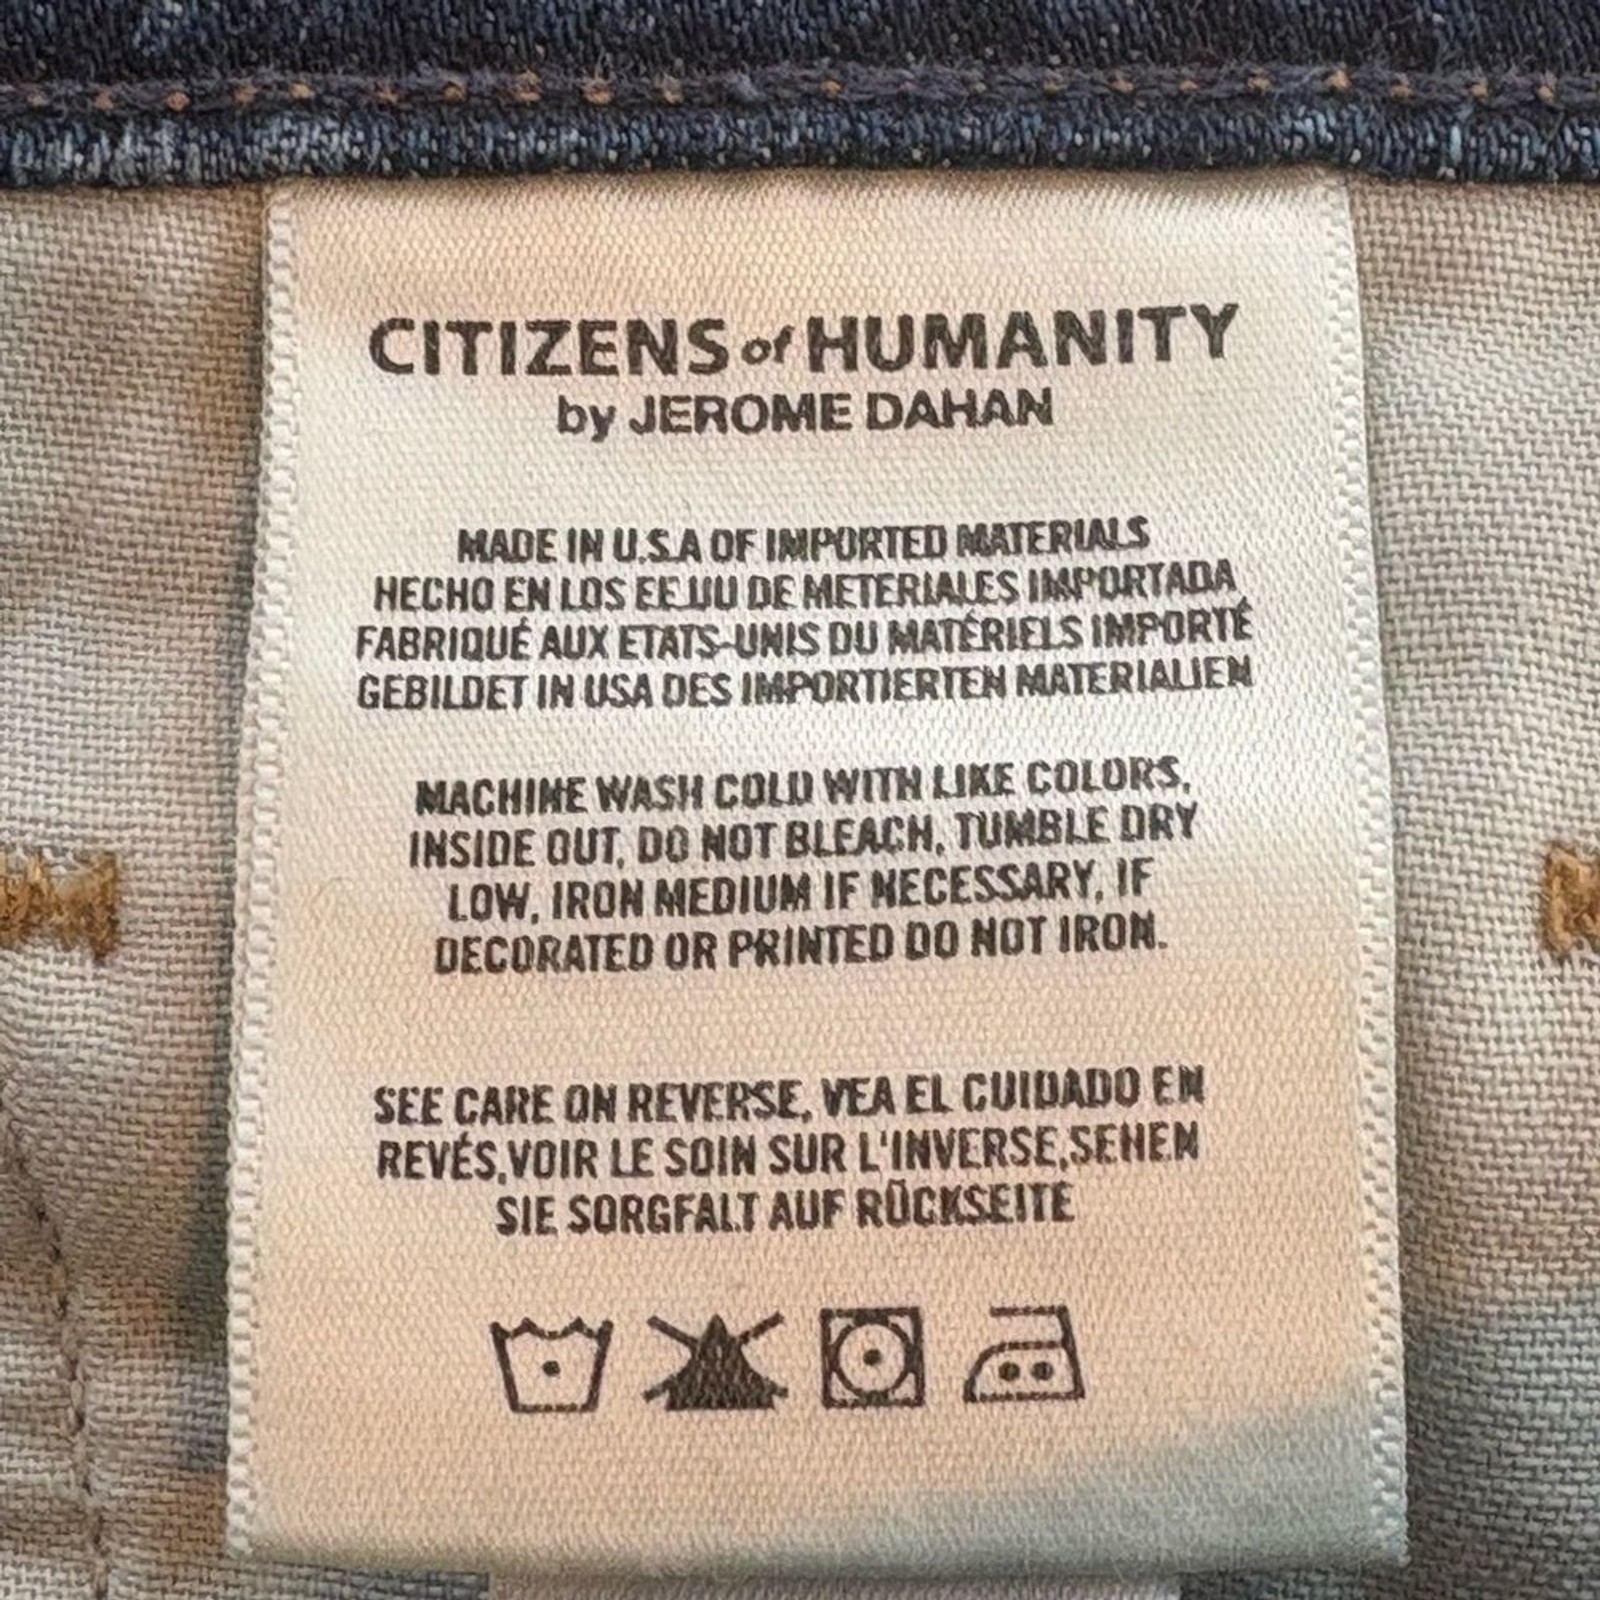 CITIZENS of HUMANITY
by JEROME DAHAN
MADE IN U.S.A OF IMPORTED MATERIALS
HECHO EN LOS EE.UU DE METERIALES IMPORTADA
FABRIQUÉ AUX ETATS-UNIS DU MATÉRIELS IMPORTÉ
GEBILDET IN USA DES IMPORTIERTEN MATERIALIEN
MACHINE WASH COLD WITH LIKE COLORS,
INSIDE OUT, DO NOT BLEACH, TUMBLE DRY
LOW, IRON MEDIUM IF NECESSARY, IF
DECORATED OR PRINTED DO NOT IRON.
SEE CARE ON REVERSE, VEA EL CUIDADO EN
REVÉS,VOIR LE SOIN SUR L'INVERSE,SEHEN
SIE SORGFALT AUF RÜCKSEITE